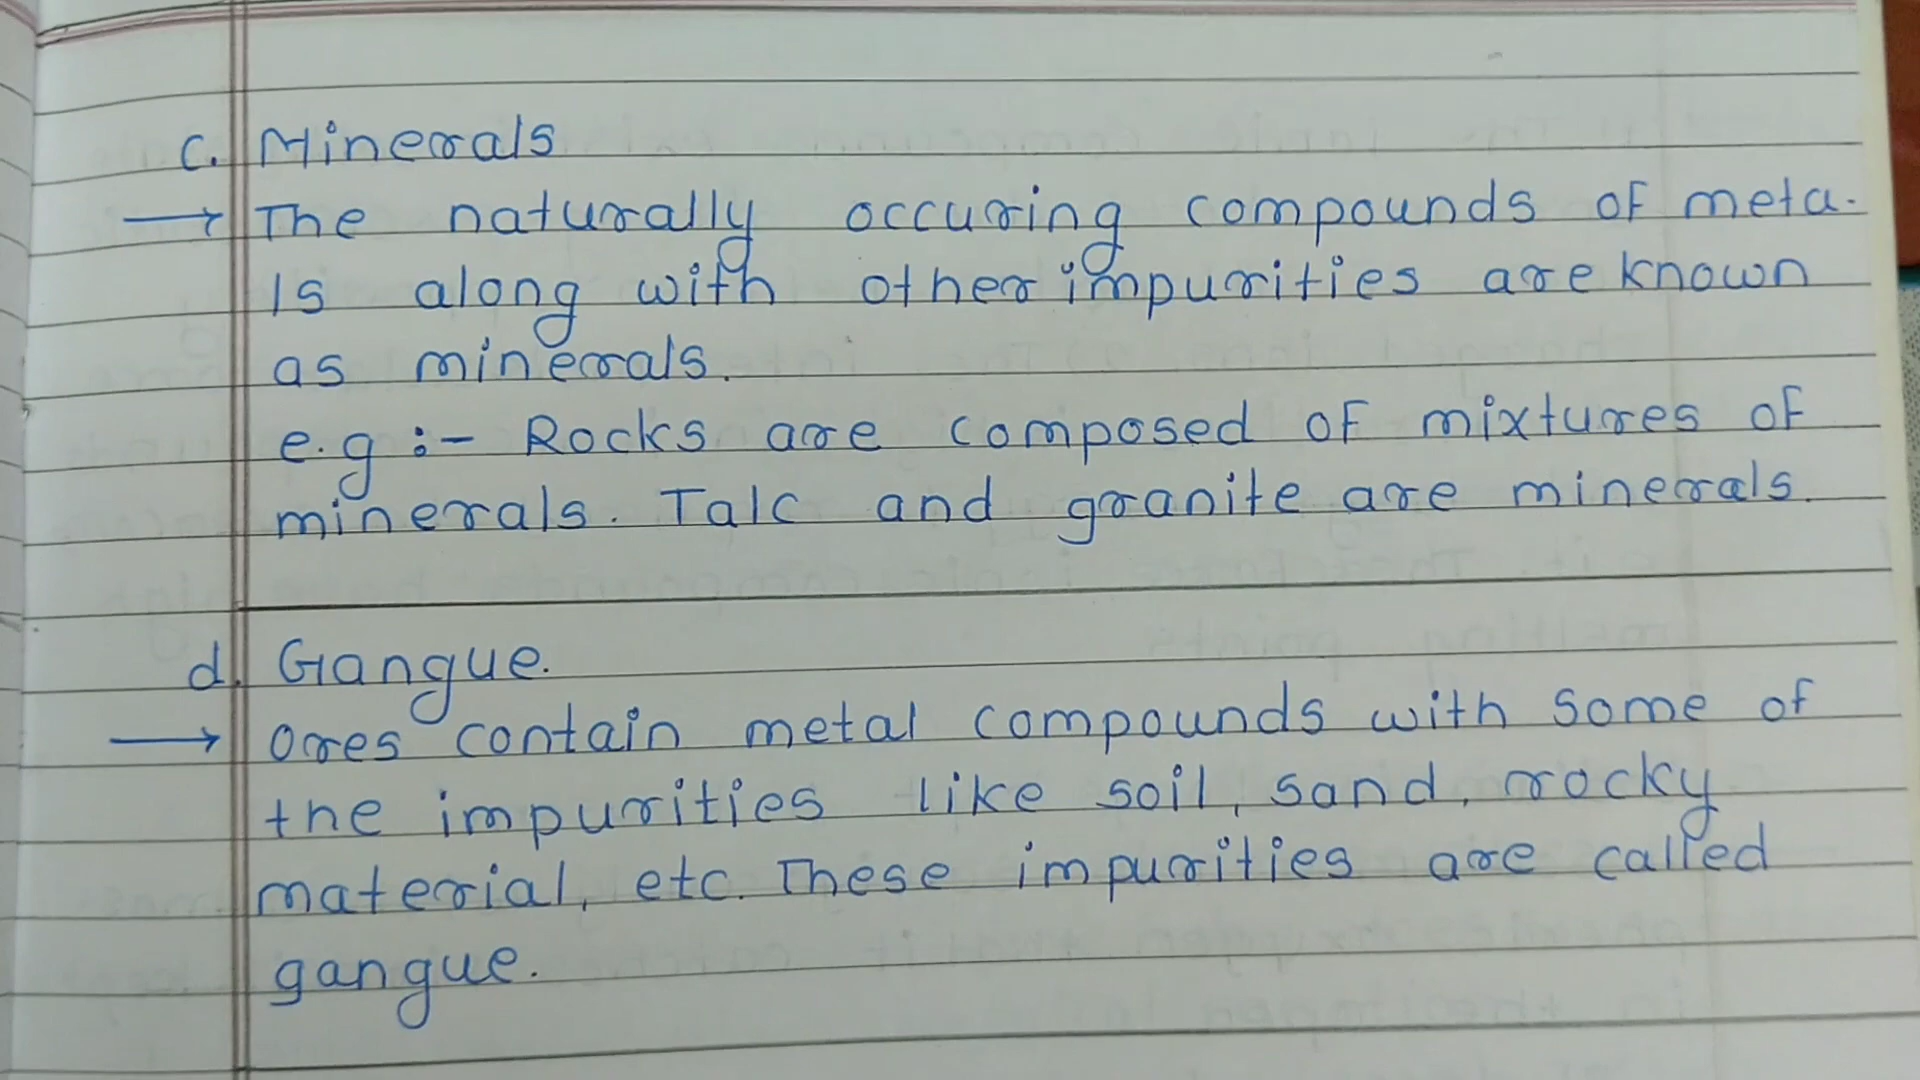 c. Minerals
→ The naturally occuring compounds of meta-
ls along with other impurities are known
as minerals.
e.g :- Rocks are composed of mixtures of
minerals. Talc and granite are minerals.
d. Gangue.
→ Ores contain metal compounds with some of
the impurities like soil, sand, rocky
material, etc. These impurities are called
gangue.